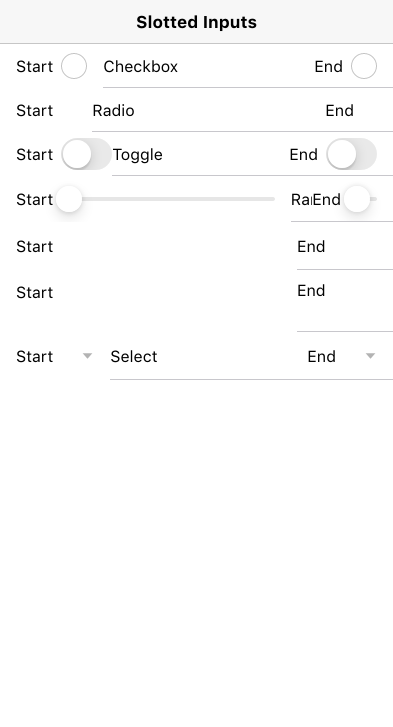 Slotted Inputs
Start Checkbox End
Start Radio End
Start Toggle End
Start Ra End
Start End
Start End
Start Select End